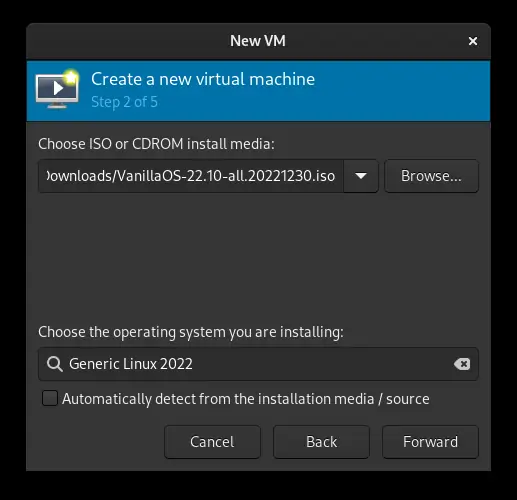 New VM
Create a new virtual machine
Step 2 of 5
Choose ISO or CDROM install media:
ownloads/VanillaOS-22.10-all.20221230.iso
Browse...
Choose the operating system you are installing:
Generic Linux 2022
Automatically detect from the installation media / source
Cancel
Back
Forward